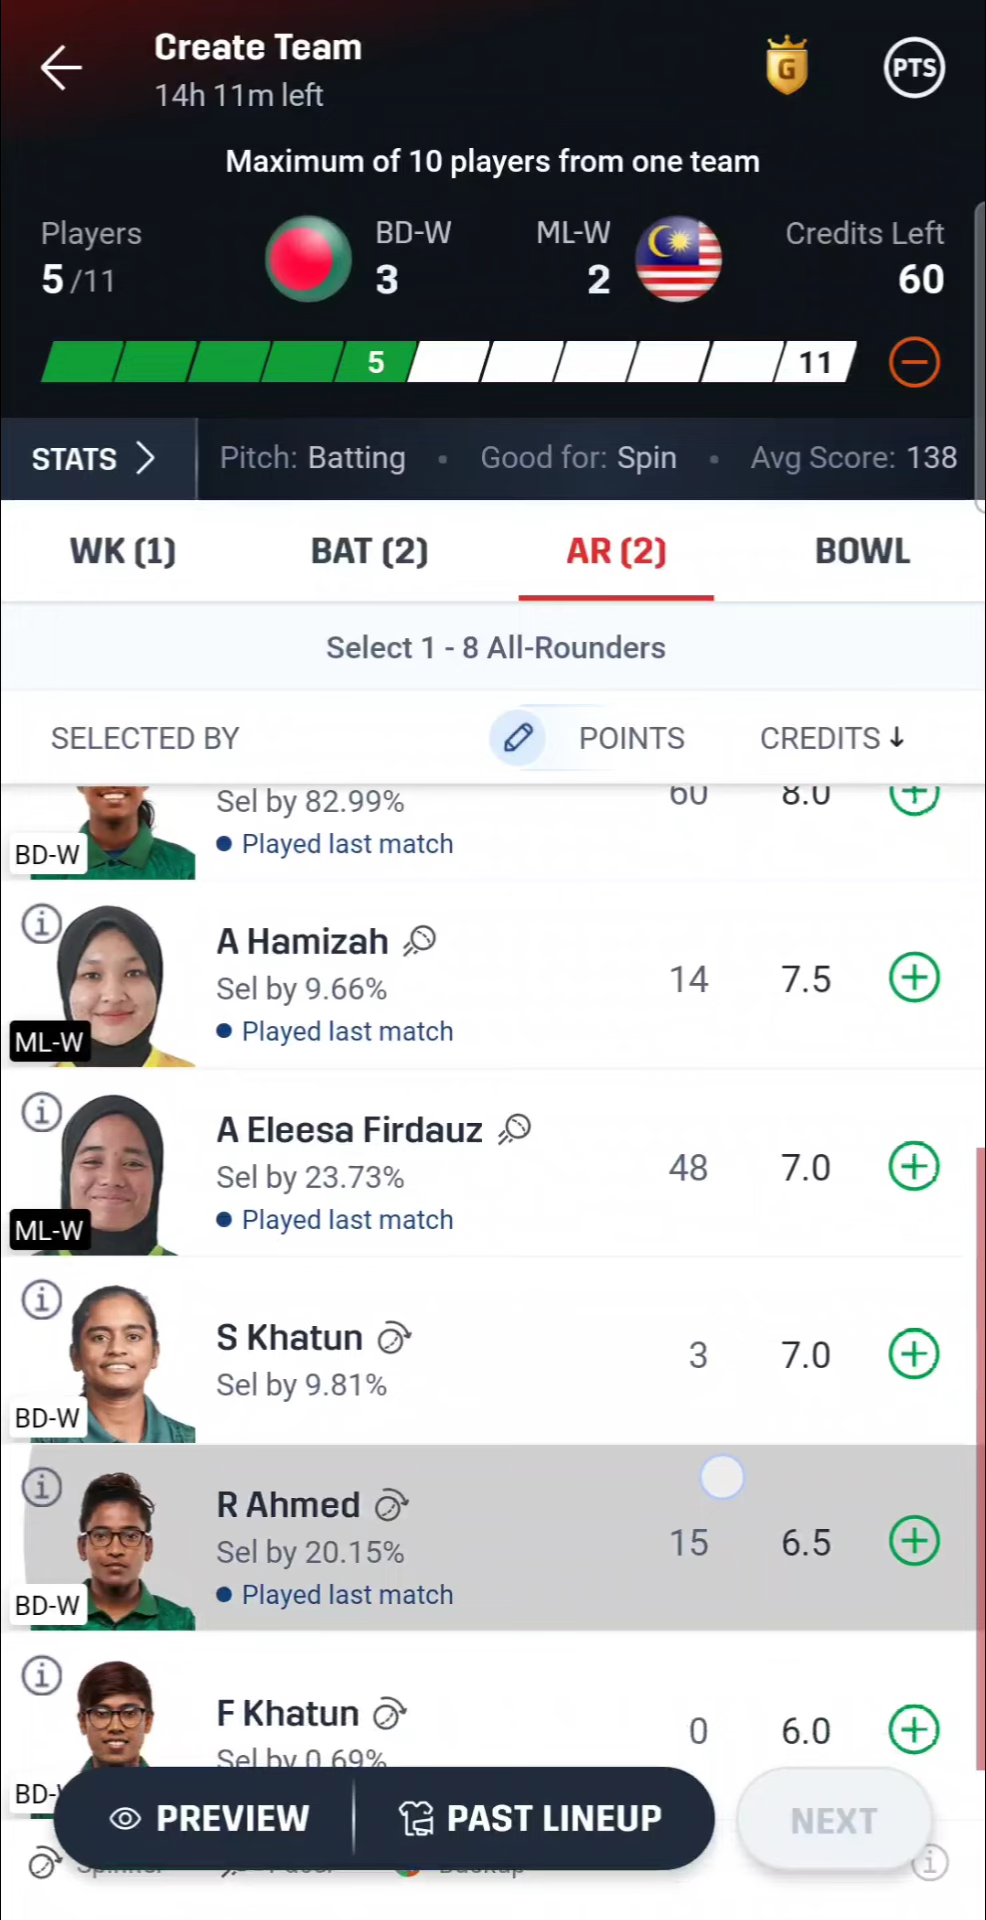 Create Team
14h 11m left
G
PTS
Maximum of 10 players from one team
Players
5 /11
BD-W
3
ML-W
2
Credits Left
60
5
11
STATS
Pitch: Batting • Good for: Spin • Avg Score: 138
WK (1) BAT (2) AR (2) BOWL
Select 1 - 8 All-Rounders
SELECTED BY POINTS CREDITS ↓
Sel by 82.99% 60 8.0
Played last match
BD-W
A Hamizah
Sel by 9.66% 14 7.5
Played last match
ML-W
A Eleesa Firdauz
Sel by 23.73% 48 7.0
Played last match
ML-W
S Khatun
Sel by 9.81% 3 7.0
BD-W
R Ahmed
Sel by 20.15% 15 6.5
Played last match
BD-W
F Khatun
Sel by 0.69% 0 6.0
BD-
PREVIEW PAST LINEUP NEXT